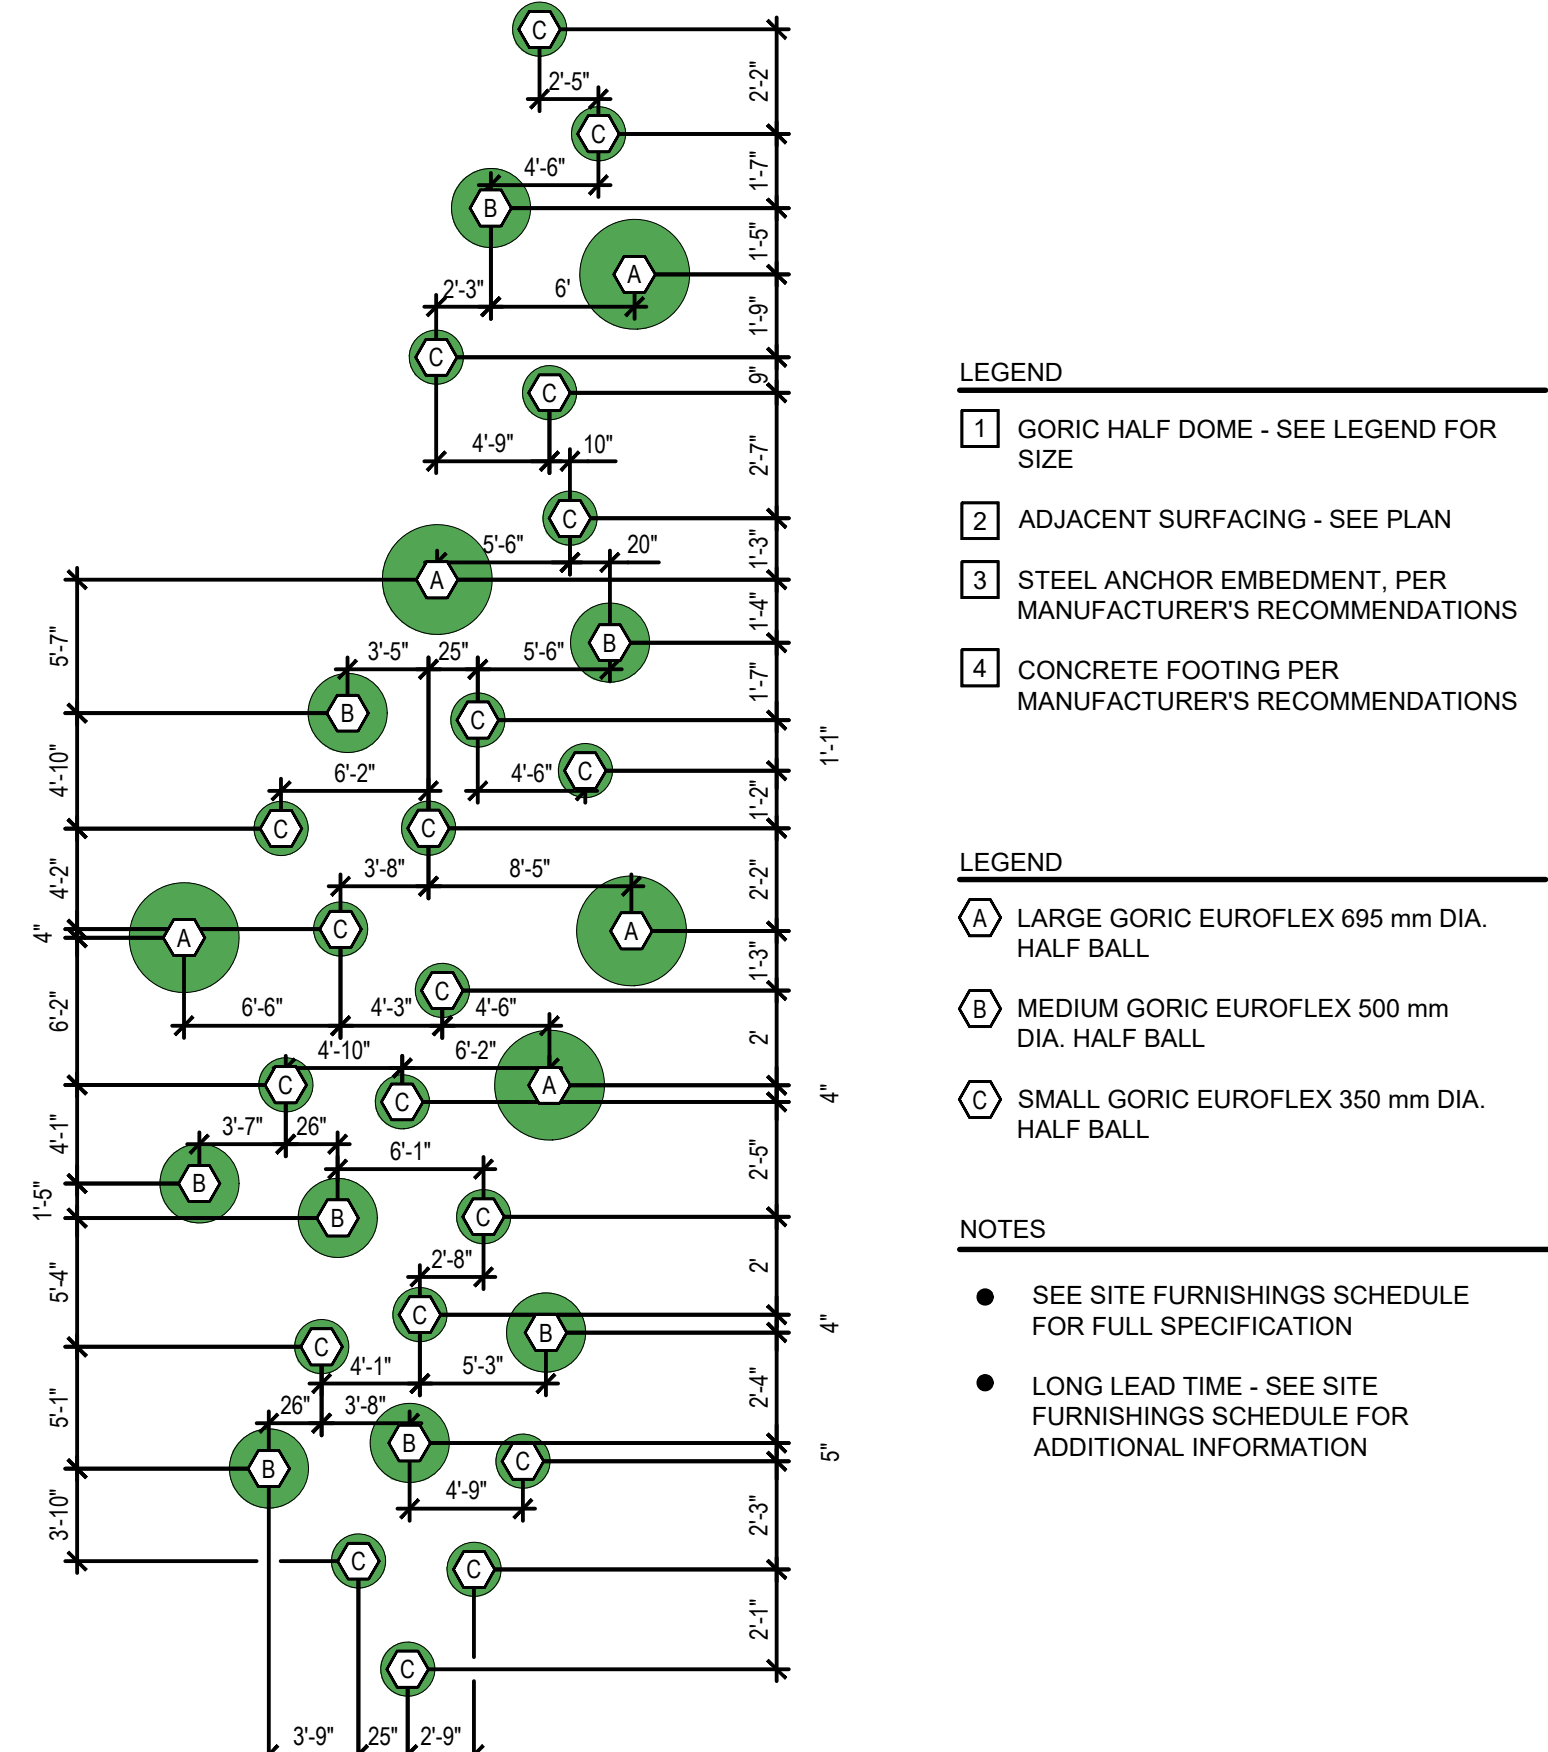 C
2'-5"
2'-2"
C
4'-6"
1'-7"
B
1'-5"
A
2'-3"
6'
1'-9"
C
9"
C
4'-9"
10"
2'-7"
C
5'-6"
20"
1'-3"
A
1'-4"
B
5'-7"
3'-5"
25"
5'-6"
1'-7"
B
C
1'-1"
4'-10"
6'-2"
4'-6"
C
1'-2"
C
C
4'-2"
3'-8"
8'-5"
2'-2"
4"
A
C
A
1'-3"
C
6'-2"
6'-6"
4'-3"
4'-6"
2'
4'-10"
6'-2"
C
C
A
4"
4'-1"
3'-7"
26"
6'-1"
2'-5"
B
1'-5"
B
C
5'-4"
2'-8"
2'
C
B
4"
C
4'-1"
5'-3"
2'-4"
5'-1"
26"
3'-8"
B
B
C
5"
4'-9"
3'-10"
2'-3"
C
C
2'-1"
C
3'-9"
25"
2'-9"
LEGEND
1 GORIC HALF DOME - SEE LEGEND FOR
SIZE
2 ADJACENT SURFACING - SEE PLAN
3 STEEL ANCHOR EMBEDMENT, PER
MANUFACTURER'S RECOMMENDATIONS
4 CONCRETE FOOTING PER
MANUFACTURER'S RECOMMENDATIONS
LEGEND
A LARGE GORIC EUROFLEX 695 mm DIA.
HALF BALL
B MEDIUM GORIC EUROFLEX 500 mm
DIA. HALF BALL
C SMALL GORIC EUROFLEX 350 mm DIA.
HALF BALL
NOTES
● SEE SITE FURNISHINGS SCHEDULE
FOR FULL SPECIFICATION
● LONG LEAD TIME - SEE SITE
FURNISHINGS SCHEDULE FOR
ADDITIONAL INFORMATION